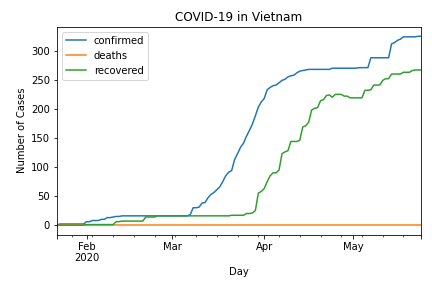 COVID-19 in Vietnam
confirmed
deaths
recovered
Number of Cases
300
250
200
150
100
50
0
Feb
2020
Mar
Apr
May
Day